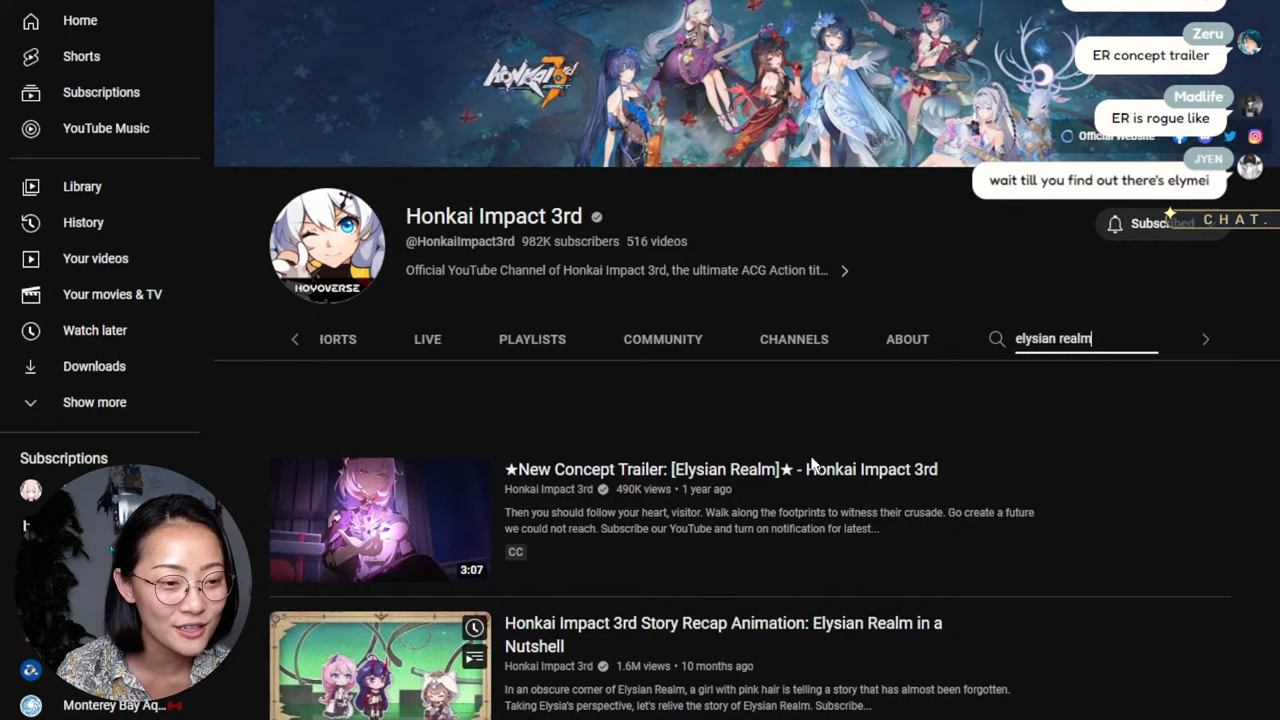 Home
Shorts
Subscriptions
YouTube Music
Library
History
Your videos
Your movies & TV
Watch later
Downloads
Show more
Subscriptions
Monterey Bay Aq...
HONKAI IMPACT 3rd
Zeru
ER concept trailer
Madlife
ER is rogue like
Official Website
JYEN
wait till you find out there's elymei
CHAT.
HOYOVERSE
Honkai Impact 3rd
@HonkaiImpact3rd 982K subscribers 516 videos
Official YouTube Channel of Honkai Impact 3rd, the ultimate ACG Action tit...
Subscribed
IORTS LIVE PLAYLISTS COMMUNITY CHANNELS ABOUT elysian realm
★New Concept Trailer: [Elysian Realm]★ - Honkai Impact 3rd
Honkai Impact 3rd 490K views • 1 year ago
Then you should follow your heart, visitor. Walk along the footprints to witness their crusade. Go create a future
we could not reach. Subscribe our YouTube and turn on notification for latest...
CC
3:07
Honkai Impact 3rd Story Recap Animation: Elysian Realm in a
Nutshell
Honkai Impact 3rd 1.6M views • 10 months ago
In an obscure corner of Elysian Realm, a girl with pink hair is telling a story that has almost been forgotten.
Taking Elysia's perspective, let's relive the story of Elysian Realm. Subscribe...